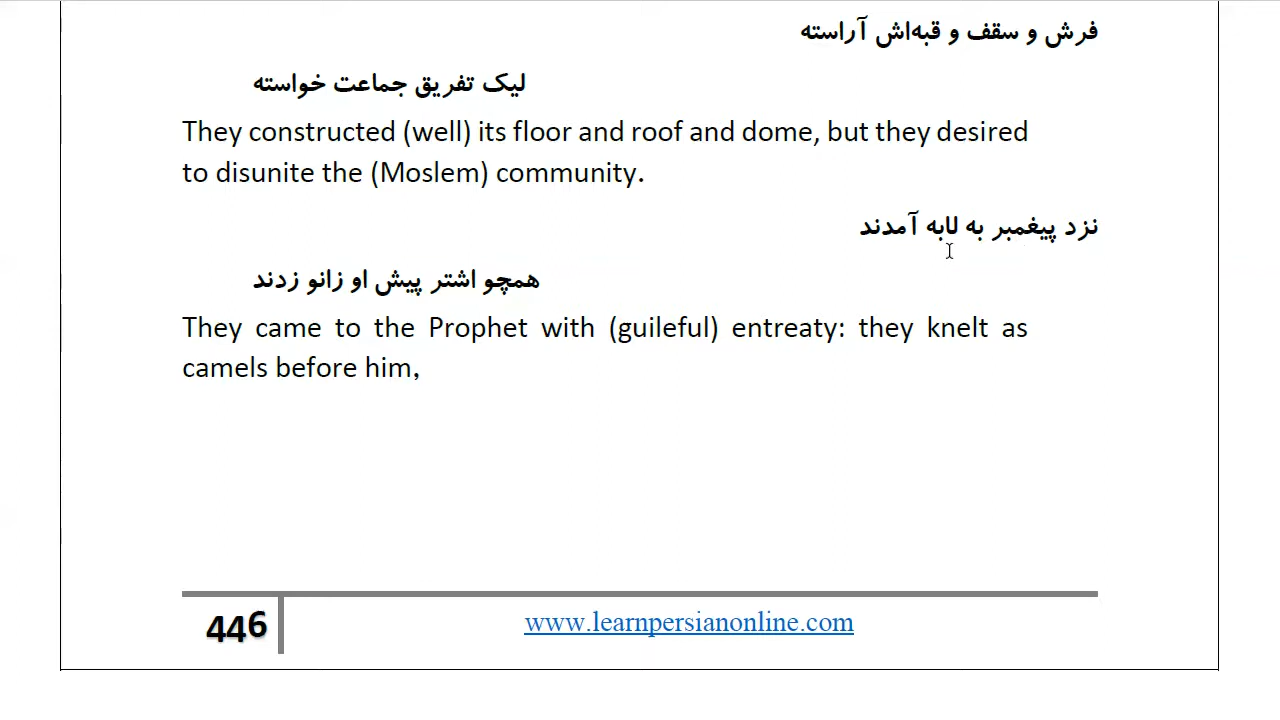 فرش و سقف و قبه‌اش آراسته
لیک تفریق جماعت خواسته
They constructed (well) its floor and roof and dome, but they desired
to disunite the (Moslem) community.
نزد پیغمبر به لابه آمدند
همچو اشتر پیش او زانو زدند
They came to the Prophet with (guileful) entreaty: they knelt as
camels before him,
446
www.learnpersianonline.com